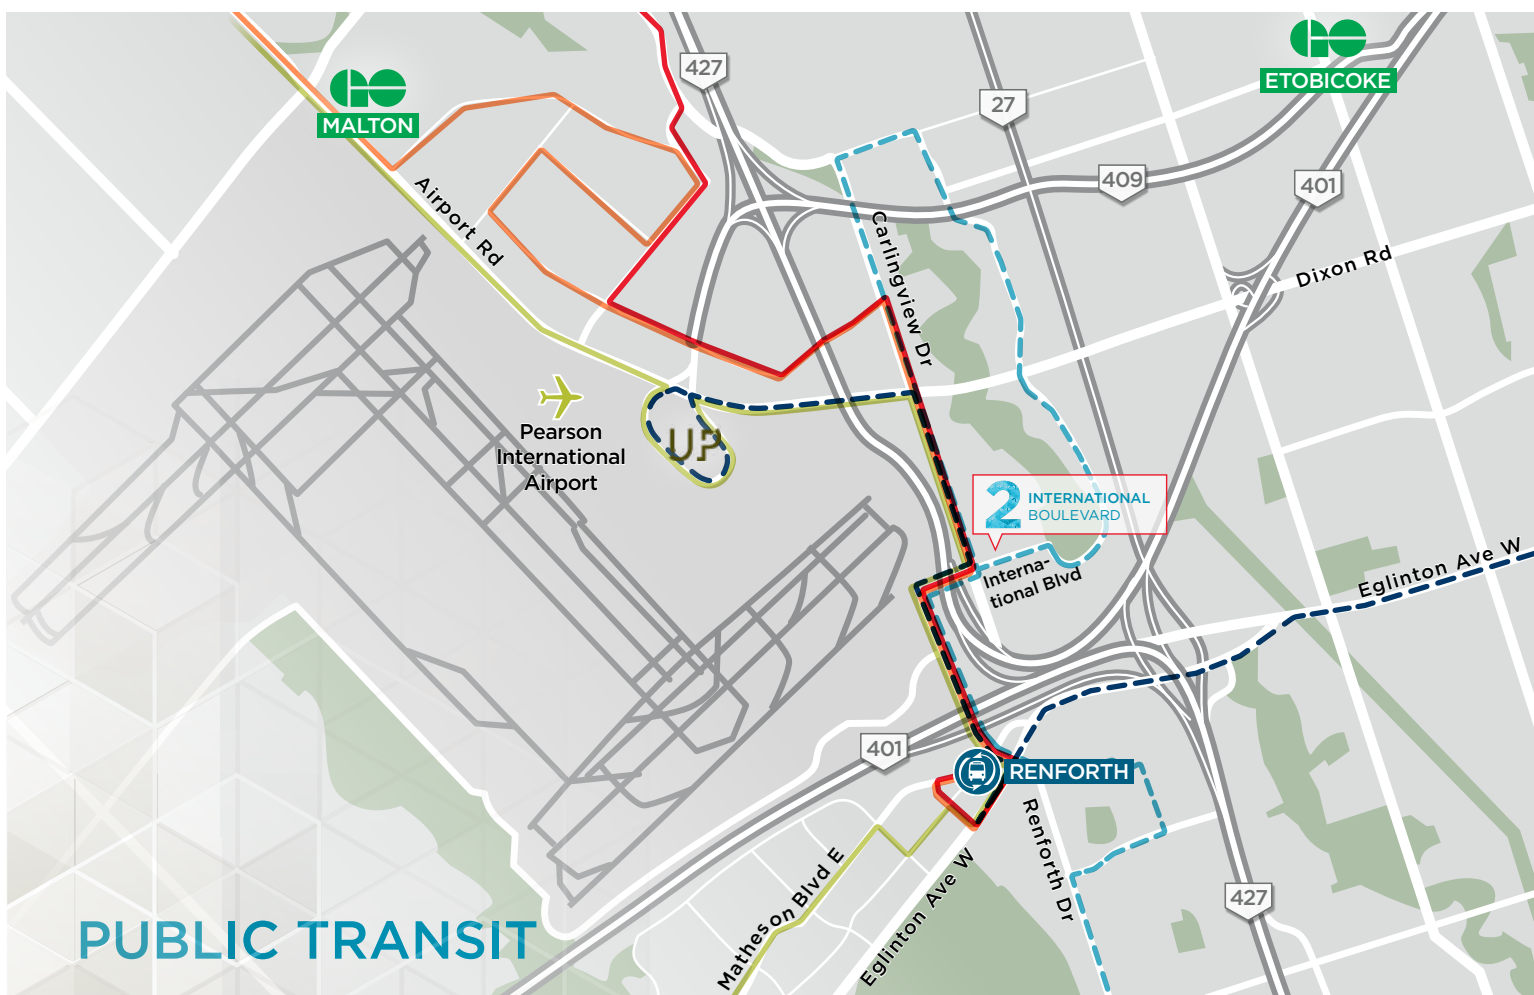 ETOBICOKE
427
MALTON
27
409
401
Airport Rd
Carlingview Dr
Dixon Rd
Pearson
International
Airport
UP
2 INTERNATIONAL
BOULEVARD
Interna-
tional Blvd
Eglinton Ave W
401
RENFORTH
Renforth Dr
Matheson Blvd E
Eglinton Ave W
427
PUBLIC TRANSIT